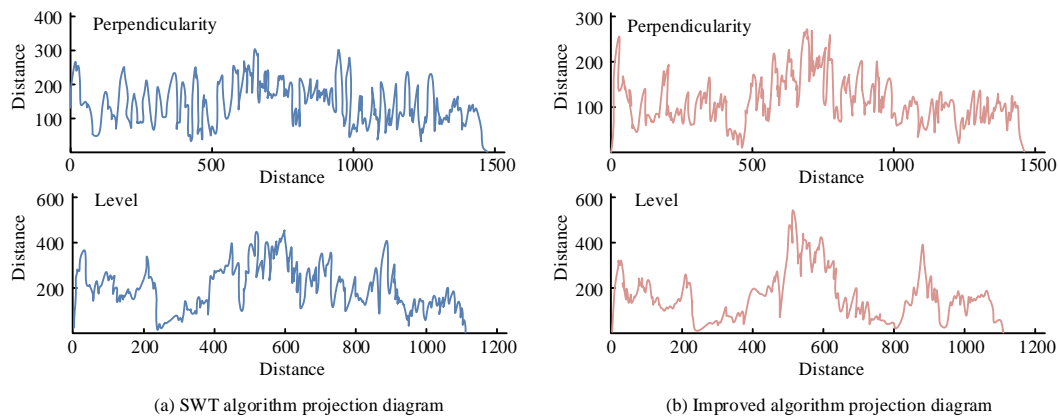 400
Perpendicularity
300
200
100
Distance
0
500
1000
1500
Distance
600
Level
400
200
Distance
0
200
400
600
800
1000
1200
Distance
(a) SWT algorithm projection diagram
300
Perpendicularity
200
100
Distance
0
500
1000
1500
Distance
600
Level
400
200
Distance
0
200
400
600
800
1000
1200
Distance
(b) Improved algorithm projection diagram